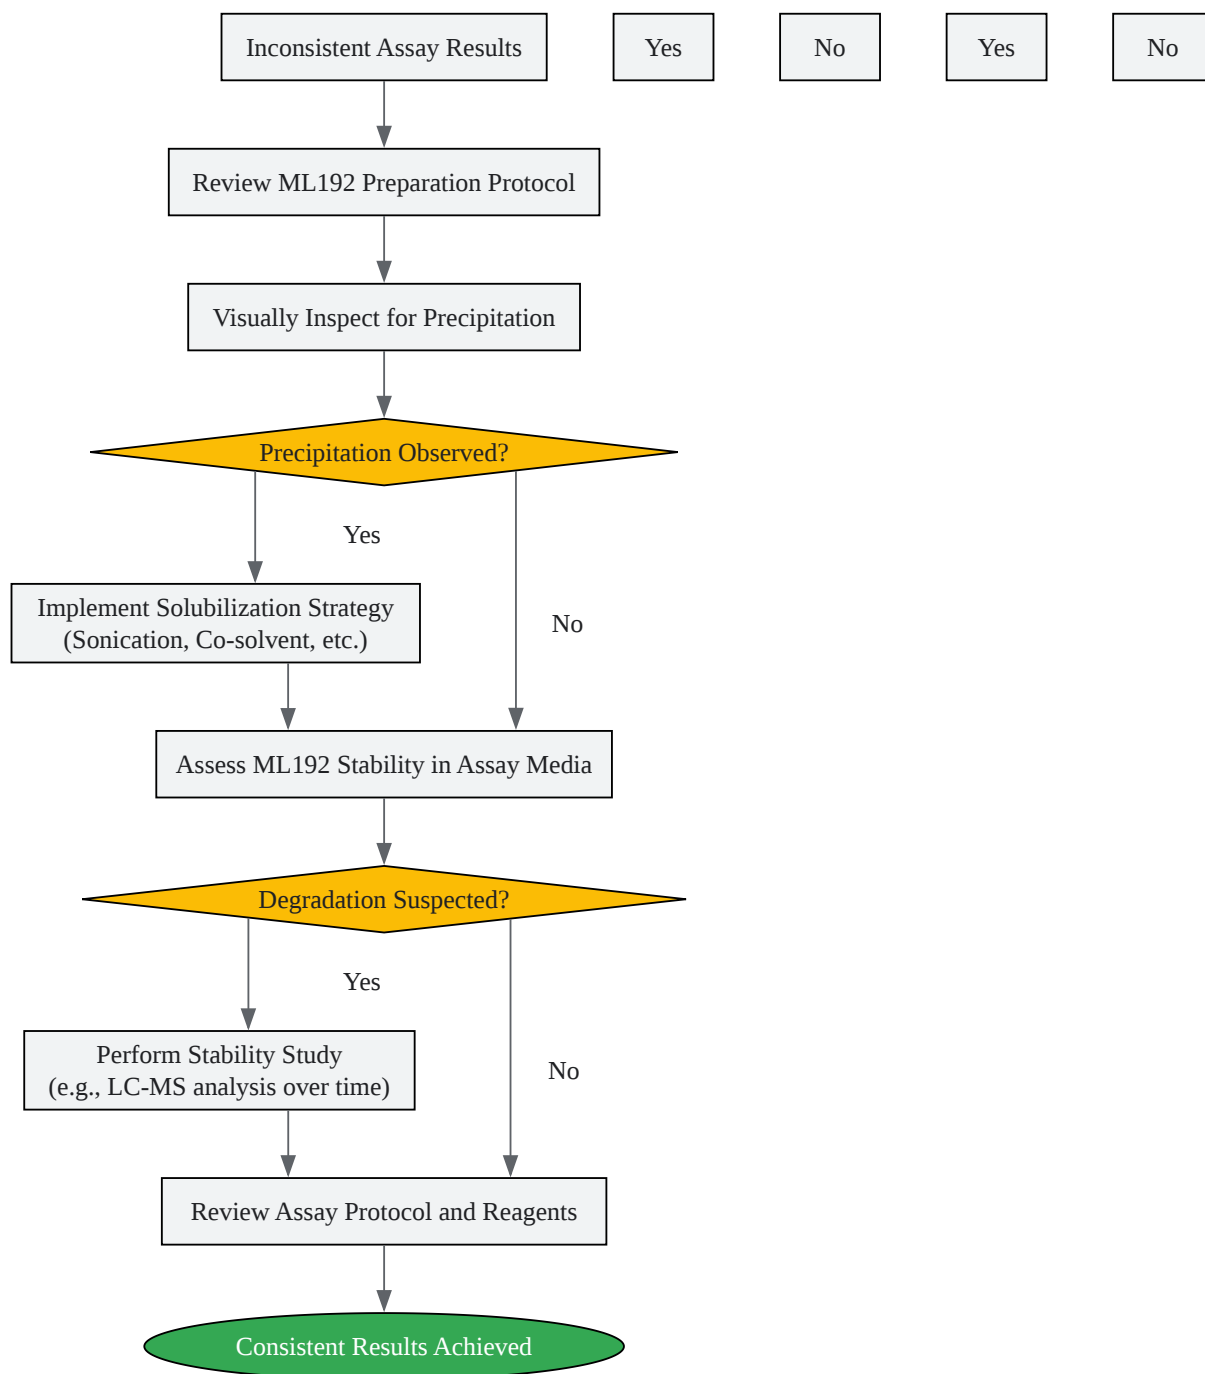 Inconsistent Assay Results
Yes
No
Yes
No
Review ML192 Preparation Protocol
Visually Inspect for Precipitation
Precipitation Observed?
Yes
Implement Solubilization Strategy
(Sonication, Co-solvent, etc.)
No
Assess ML192 Stability in Assay Media
Degradation Suspected?
Yes
Perform Stability Study
(e.g., LC-MS analysis over time)
No
Review Assay Protocol and Reagents
Consistent Results Achieved